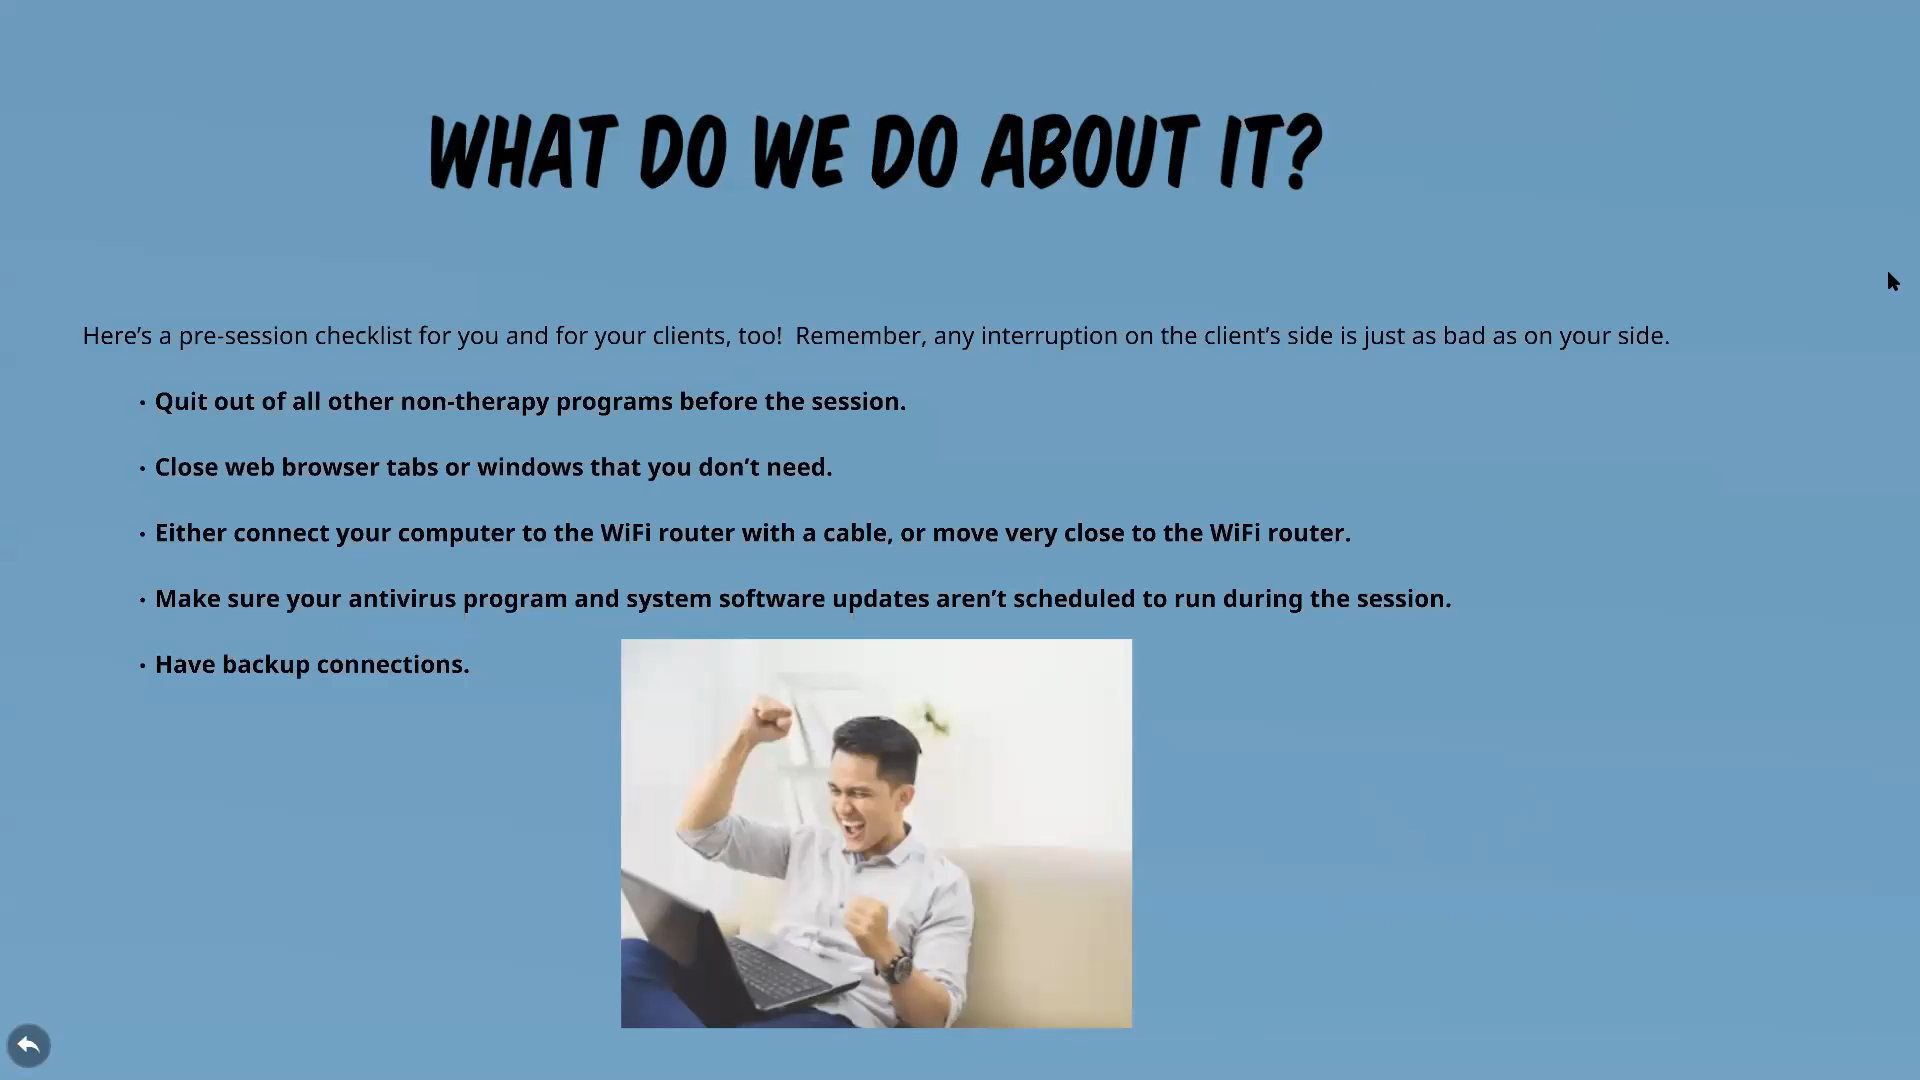 WHAT DO WE DO ABOUT IT?
Here’s a pre-session checklist for you and for your clients, too!  Remember, any interruption on the client’s side is just as bad as on your side.
• Quit out of all other non-therapy programs before the session.
• Close web browser tabs or windows that you don’t need.
• Either connect your computer to the WiFi router with a cable, or move very close to the WiFi router.
• Make sure your antivirus program and system software updates aren’t scheduled to run during the session.
• Have backup connections.